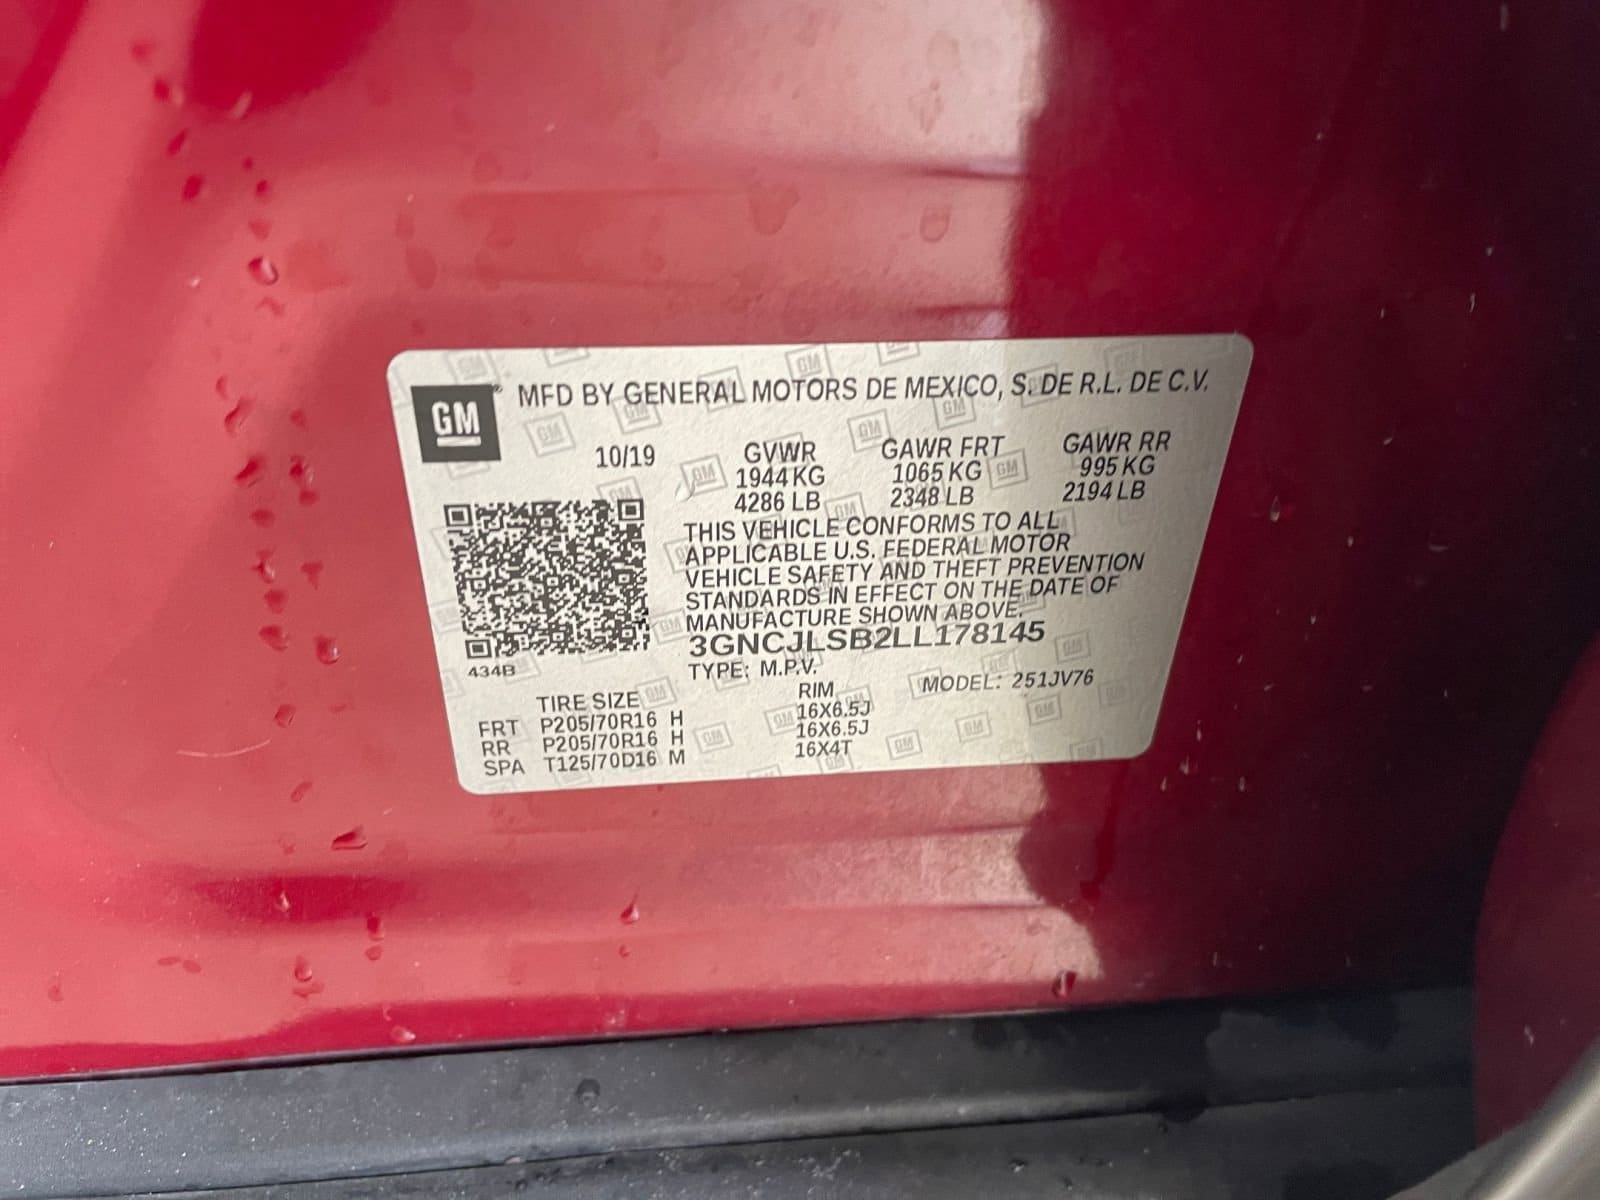 GM® MFD BY GENERAL MOTORS DE MEXICO, S. DE R.L. DE C.V.
10/19 GVWR GAWR FRT GAWR RR
1944 KG 1065 KG 995 KG
4286 LB 2348 LB 2194 LB
THIS VEHICLE CONFORMS TO ALL
APPLICABLE U.S. FEDERAL MOTOR
VEHICLE SAFETY AND THEFT PREVENTION
STANDARDS IN EFFECT ON THE DATE OF
MANUFACTURE SHOWN ABOVE.
3GNCJLSB2LL178145
434B TYPE: M.P.V. MODEL: 251JV76
TIRE SIZE RIM
FRT P205/70R16 H 16X6.5J
RR P205/70R16 H 16X6.5J
SPA T125/70D16 M 16X4T